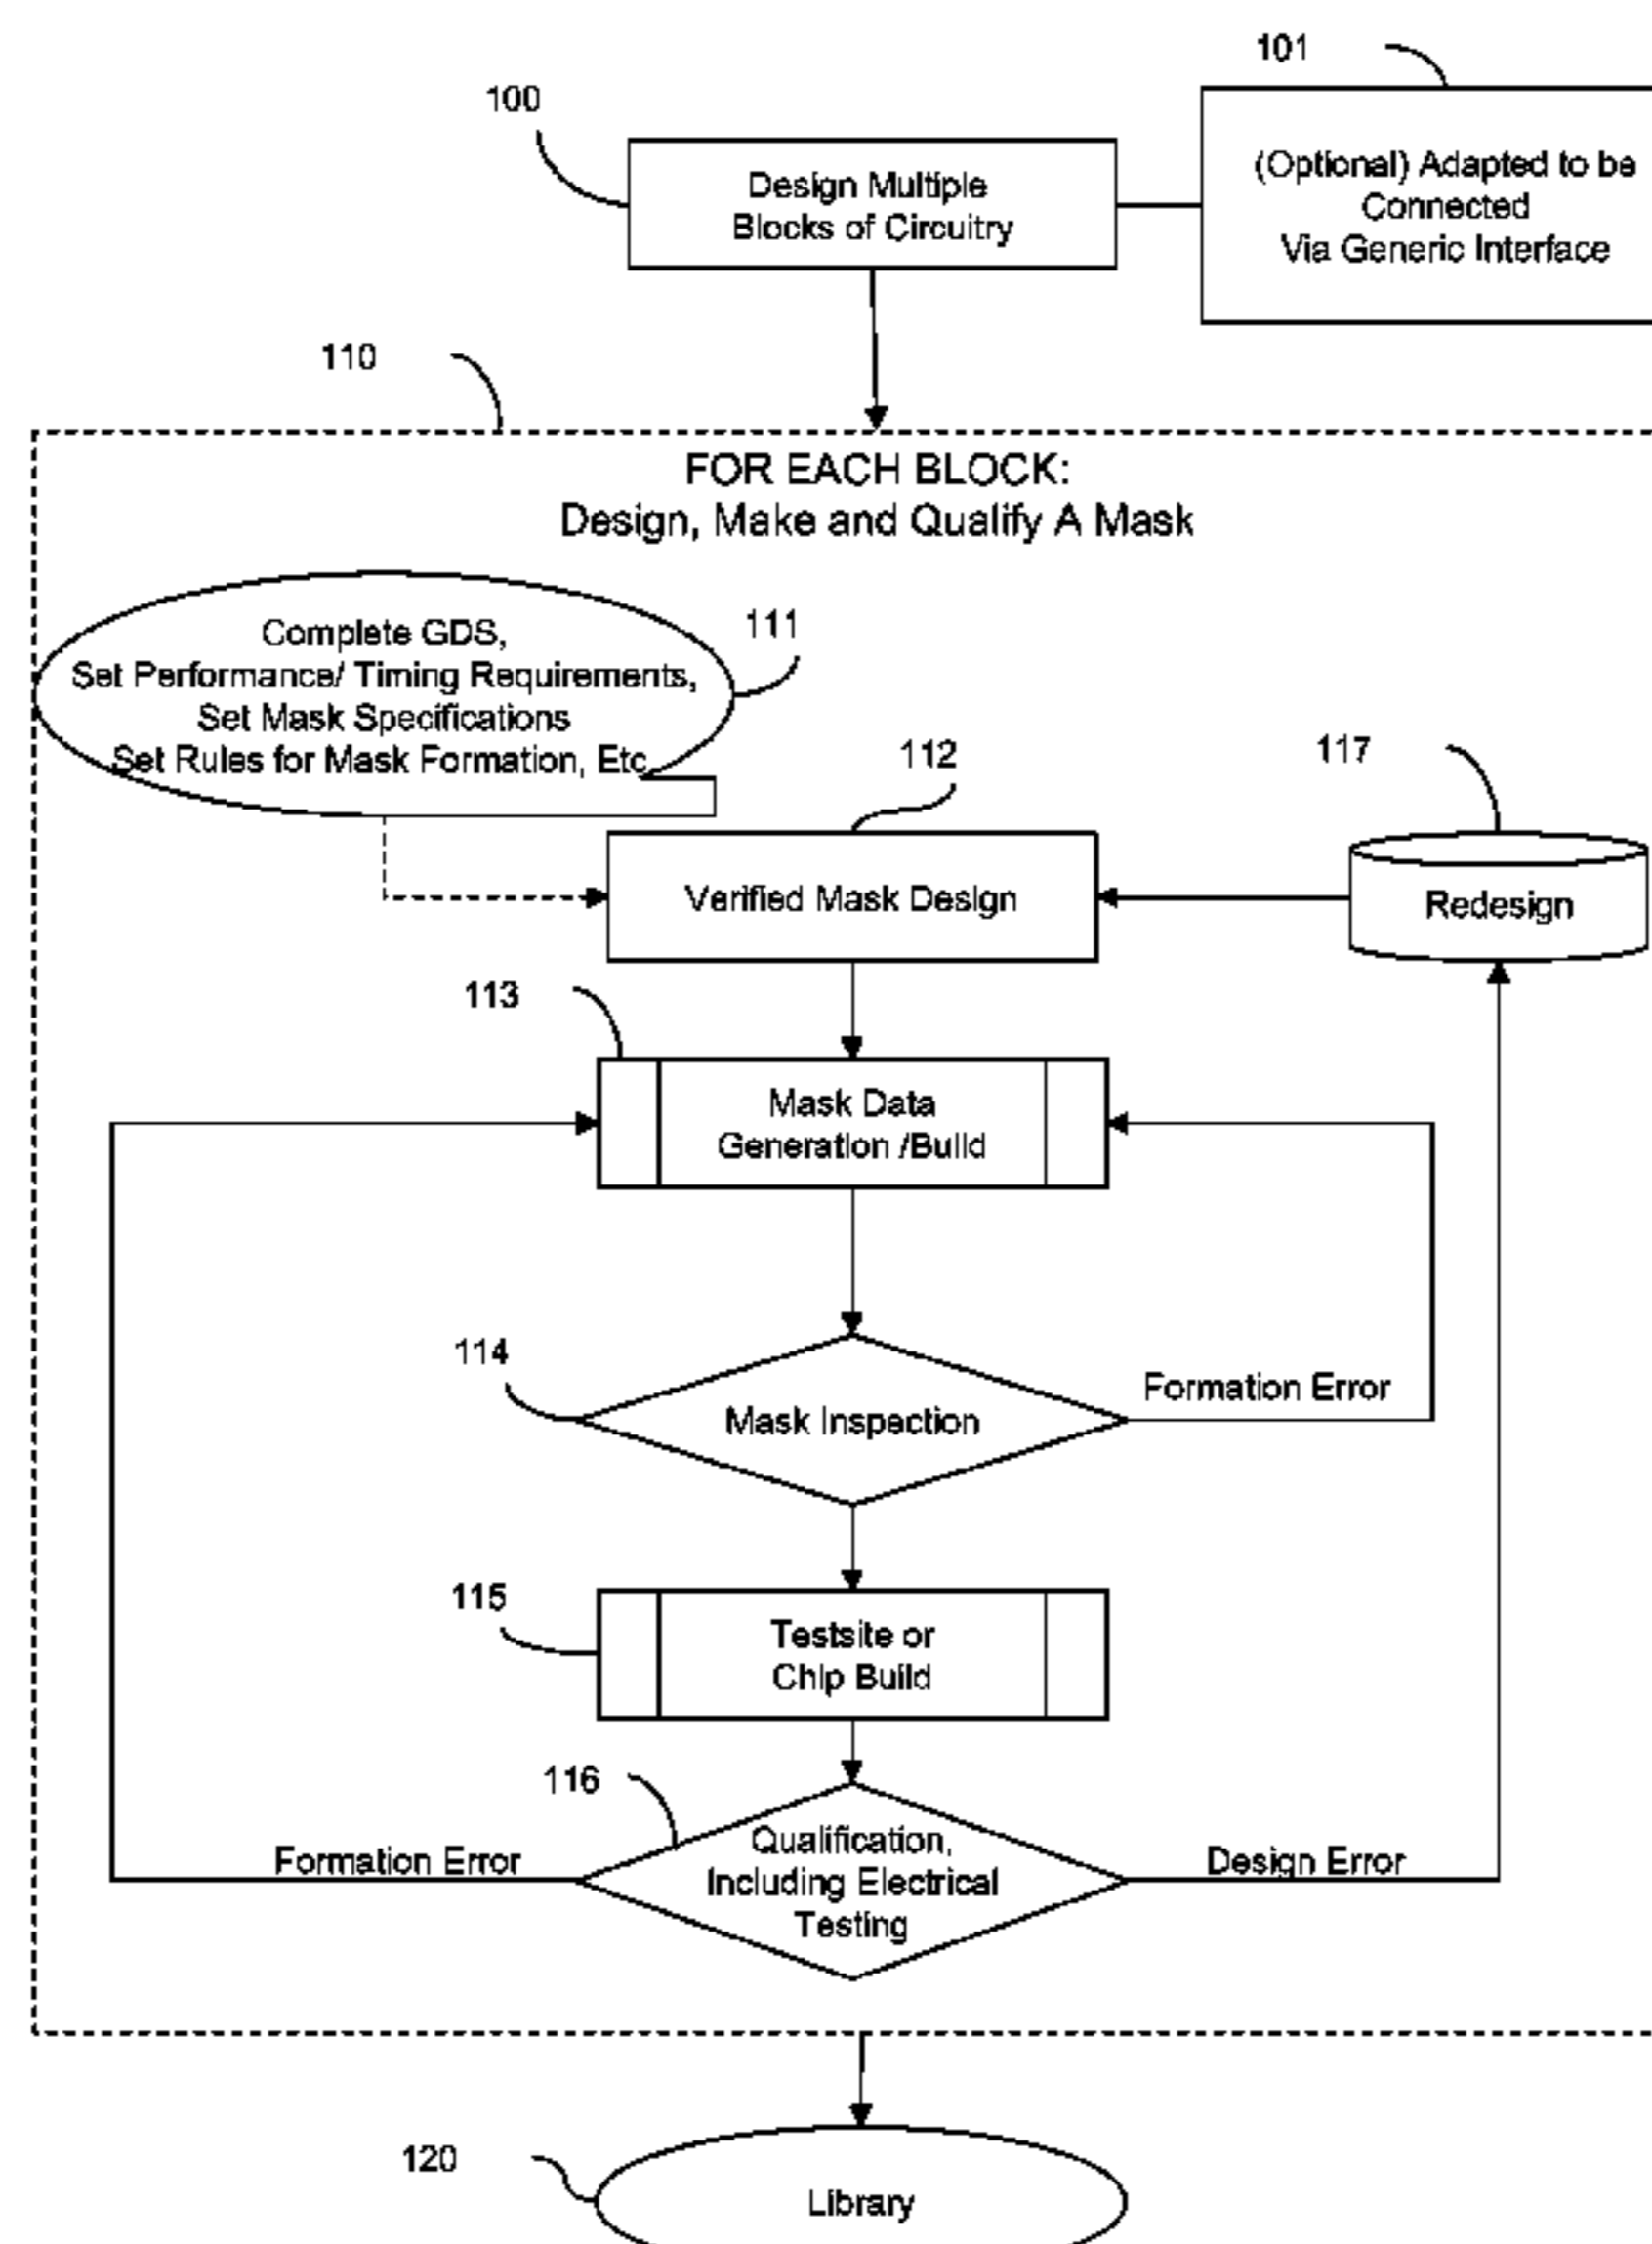 101
100
Design Multiple
Blocks of Circuitry
(Optional) Adapted to be
Connected
Via Generic Interface
110
FOR EACH BLOCK:
Design, Make and Qualify A Mask
Complete GDS,
Set Performance/ Timing Requirements,
Set Mask Specifications
Set Rules for Mask Formation, Etc
111
112
117
Verified Mask Design
Redesign
113
Mask Data
Generation /Build
114
Mask Inspection
Formation Error
115
Testsite or
Chip Build
116
Qualification,
Including Electrical
Testing
Formation Error
Design Error
120
Library